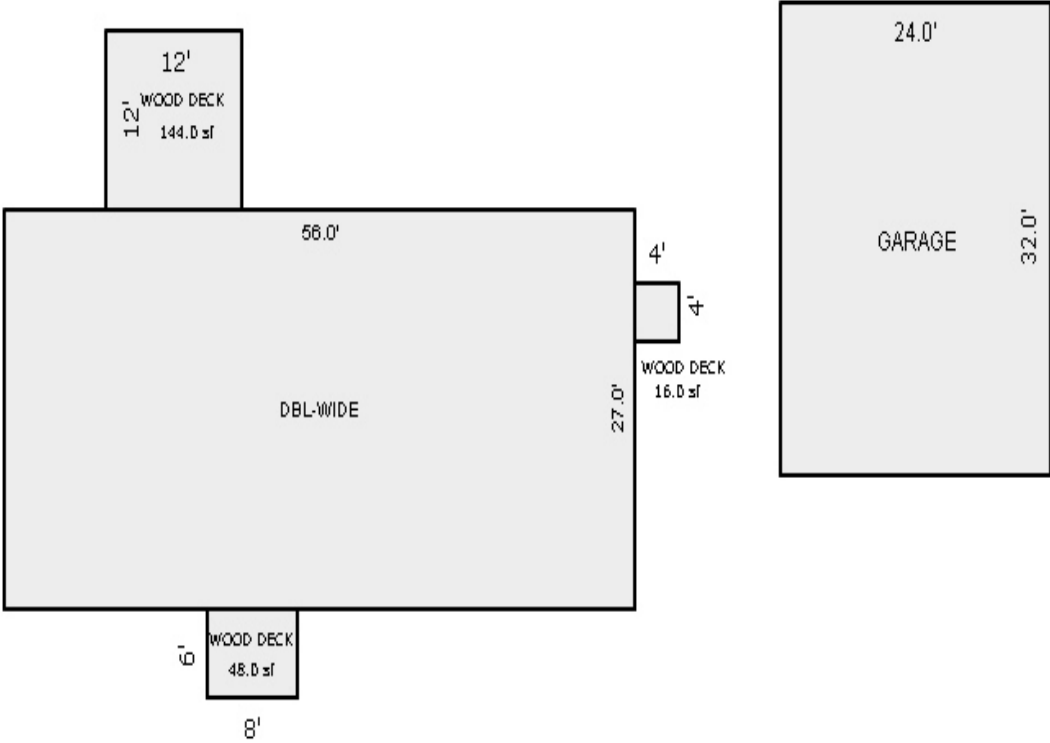 12'
12'
WOOD DECK
144.0 sf
24.0'
GARAGE
32.0'
56.0'
4'
4'
WOOD DECK
16.0 sf
27.0'
DBL-WIDE
6'
WOOD DECK
48.0 sf
8'